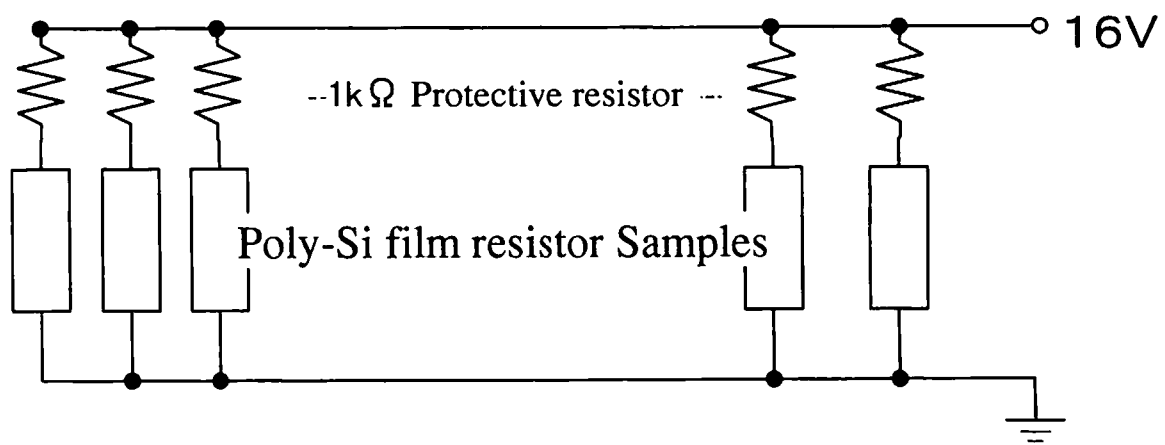 16V
--1kΩ Protective resistor ---
Poly-Si film resistor Samples